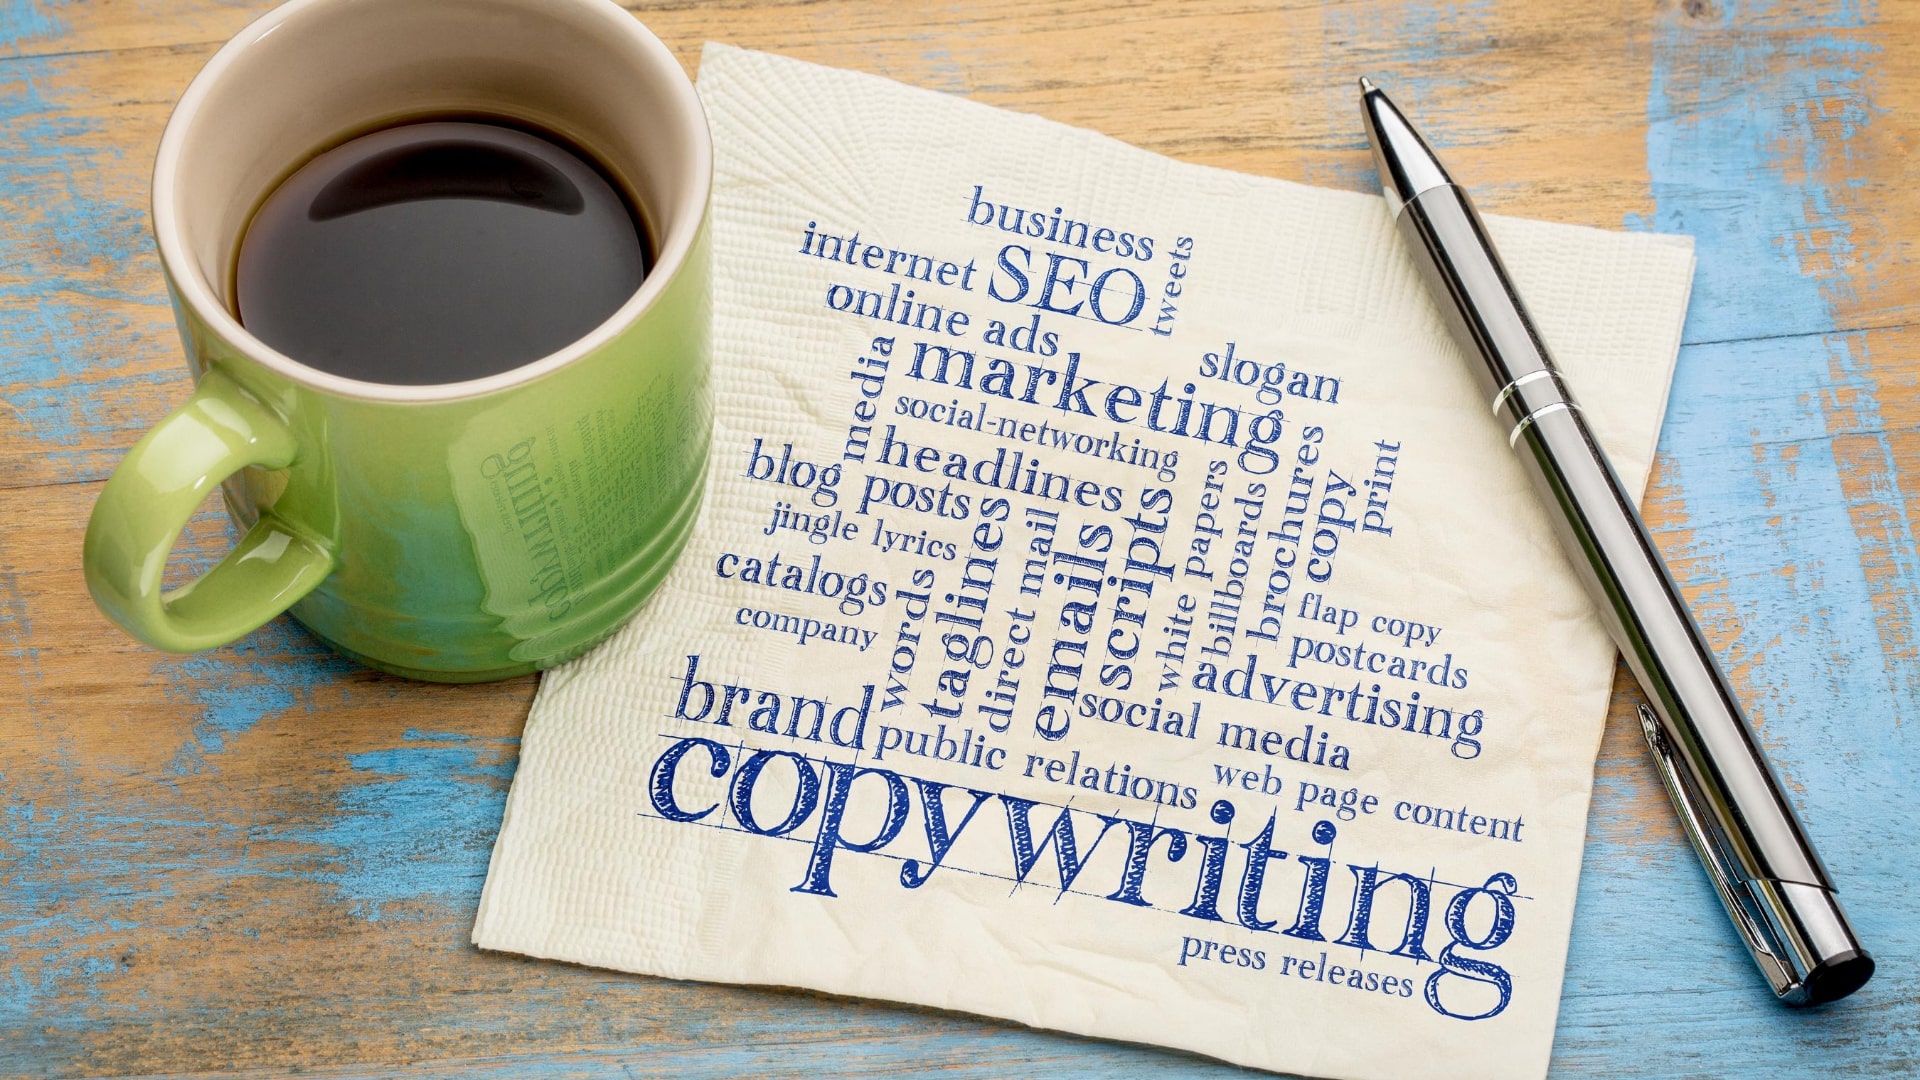 business
tweets
internet SEO
online ads
slogan
media
marketing
social-networking
headlines
blog posts
jingle lyrics
catalogs
company
words
taglines
direct mail
emails
scripts
white papers
billboards
brochures
copy
print
flap copy
postcards
advertising
social media
brand
public relations
web page content
copywriting
press releases